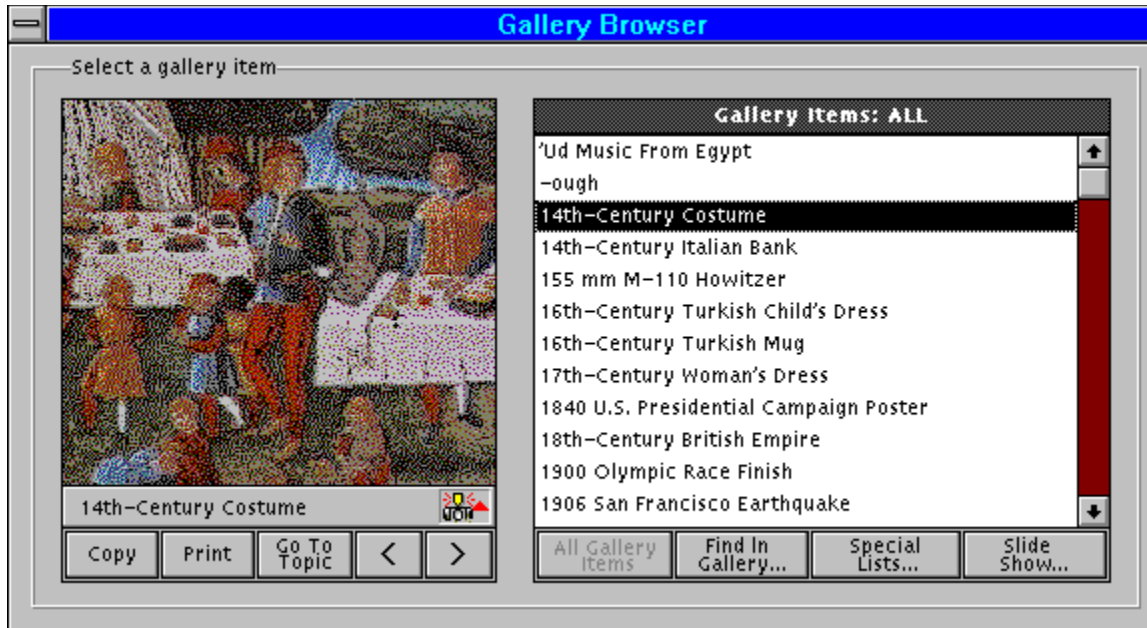 Gallery Browser
Select a gallery item
14th-Century Costume
Copy
Print
Go To
Topic
<
>
Gallery Items: ALL
'Ud Music From Egypt
-ough
14th-Century Costume
14th-Century Italian Bank
155 mm M-110 Howitzer
16th-Century Turkish Child's Dress
16th-Century Turkish Mug
17th-Century Woman's Dress
1840 U.S. Presidential Campaign Poster
18th-Century British Empire
1900 Olympic Race Finish
1906 San Francisco Earthquake
All Gallery
Items
Find In
Gallery...
Special
Lists...
Slide
Show...